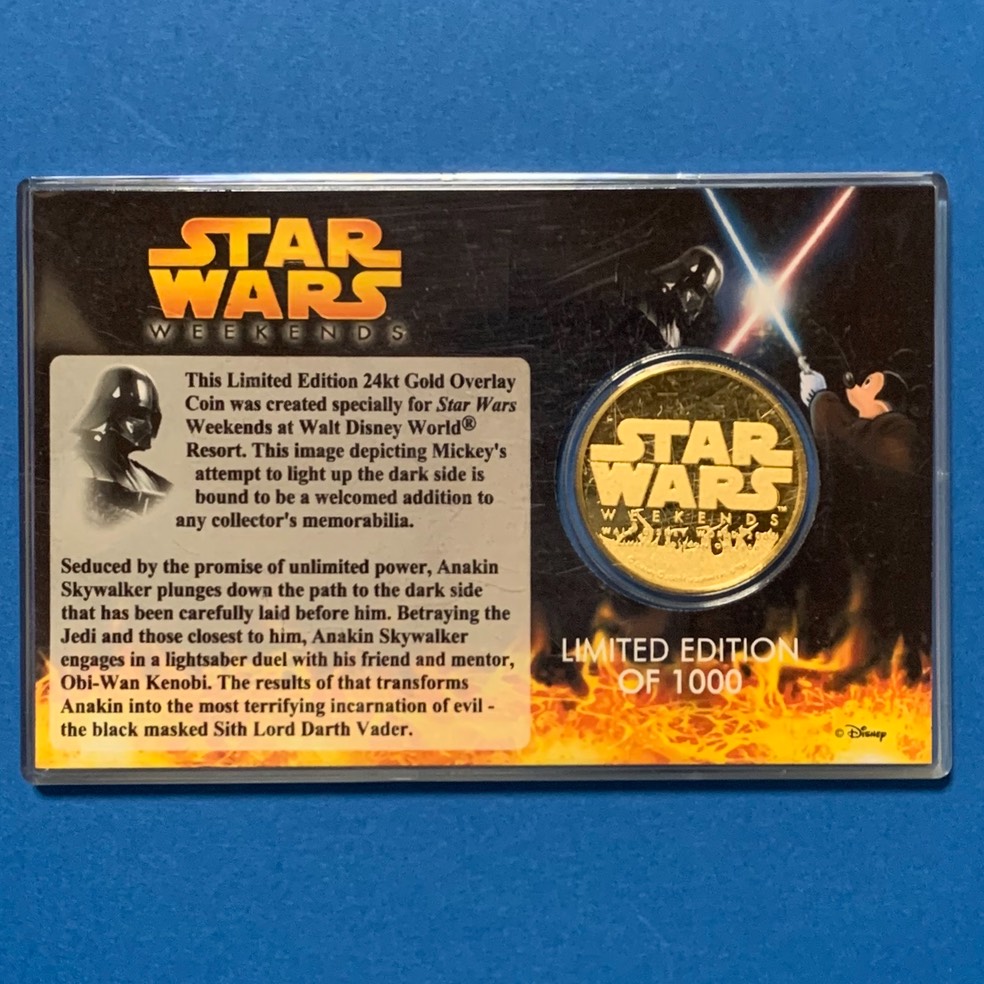 STAR
WARS
WEEKENDS
This Limited Edition 24kt Gold Overlay
Coin was created specially for Star Wars
Weekends at Walt Disney World®
Resort. This image depicting Mickey's
attempt to light up the dark side is
bound to be a welcomed addition to
any collector's memorabilia.
Seduced by the promise of unlimited power, Anakin
Skywalker plunges down the path to the dark side
that has been carefully laid before him. Betraying the
Jedi and those closest to him, Anakin Skywalker
engages in a lightsaber duel with his friend and mentor,
Obi-Wan Kenobi. The results of that transforms
Anakin into the most terrifying incarnation of evil -
the black masked Sith Lord Darth Vader.
STAR
WARS™
WEEKENDS
LIMITED EDITION
OF 1000
© Disney